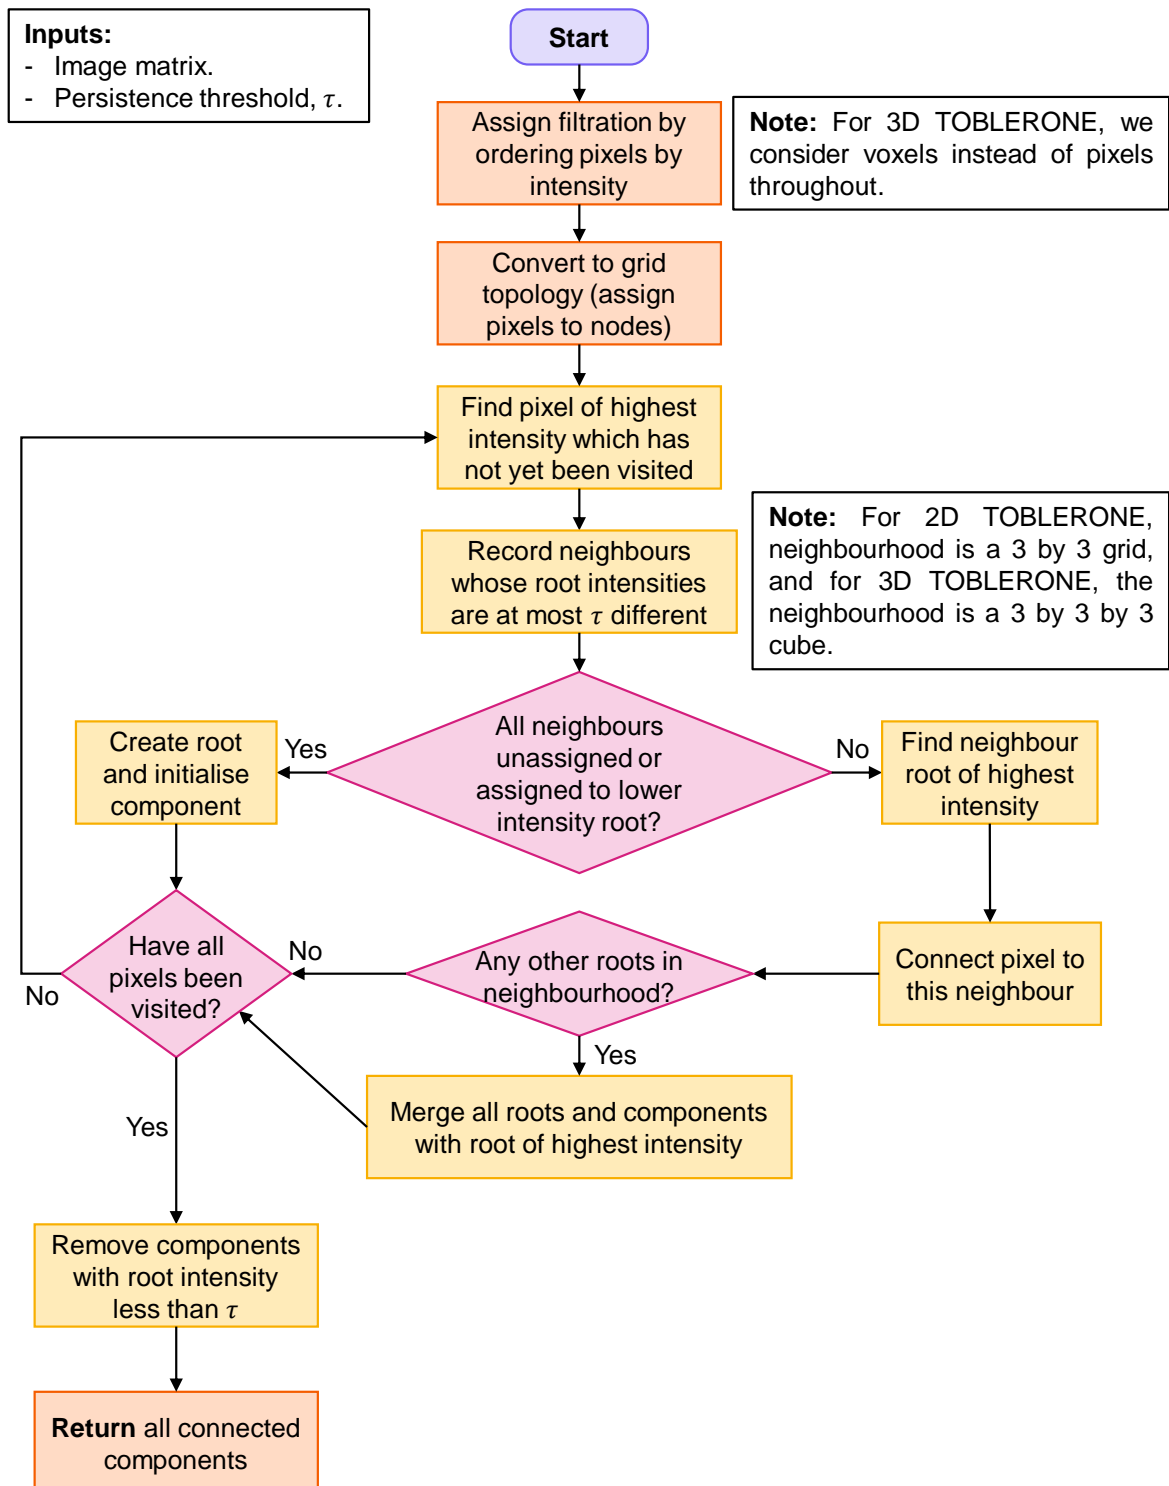 Inputs:
- Image matrix.
- Persistence threshold, τ.
Start
Assign filtration by
ordering pixels by
intensity
Note: For 3D TOBLERONE, we
consider voxels instead of pixels
throughout.
Convert to grid
topology (assign
pixels to nodes)
Find pixel of highest
intensity which has
not yet been visited
Record neighbours
whose root intensities
are at most τ different
Note: For 2D TOBLERONE,
neighbourhood is a 3 by 3 grid,
and for 3D TOBLERONE, the
neighbourhood is a 3 by 3 by 3
cube.
All neighbours
unassigned or
assigned to lower
intensity root?
Yes
No
Create root
and initialise
component
Find neighbour
root of highest
intensity
Connect pixel to
this neighbour
Any other roots in
neighbourhood?
No
Yes
Have all
pixels been
visited?
No
Merge all roots and components
with root of highest intensity
Yes
Remove components
with root intensity
less than τ
Return all connected
components